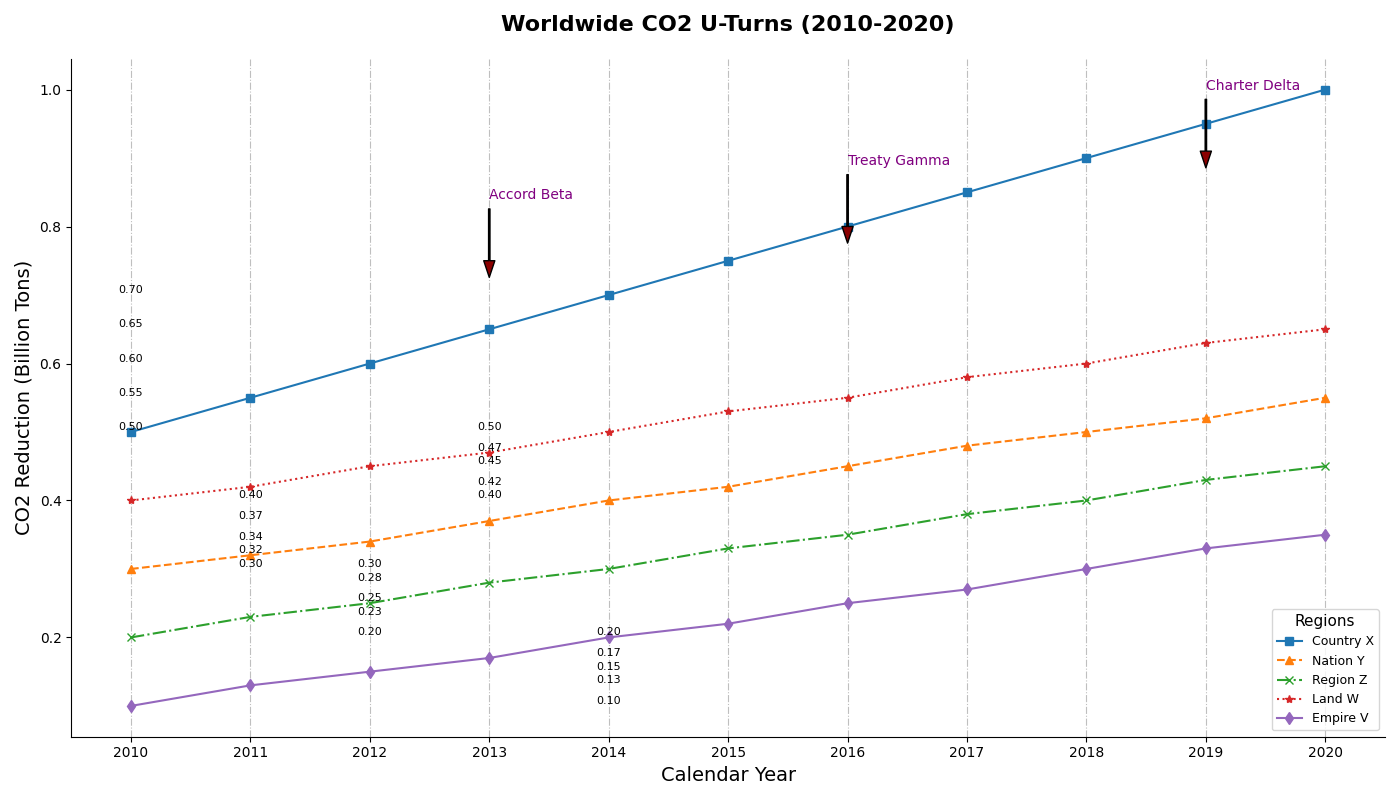 Worldwide CO2 U-Turns (2010-2020)
CO2 Reduction (Billion Tons)
1.0
0.8
0.6
0.4
0.2
Charter Delta
Treaty Gamma
Accord Beta
0.70
0.65
0.60
0.55
0.50
0.40
0.37
0.34
0.32
0.30
0.30
0.28
0.25
0.23
0.20
0.50
0.47
0.45
0.42
0.40
0.20
0.17
0.15
0.13
0.10
Regions
Country X
Nation Y
Region Z
Land W
Empire V
2010 2011 2012 2013 2014 2015 2016 2017 2018 2019 2020
Calendar Year